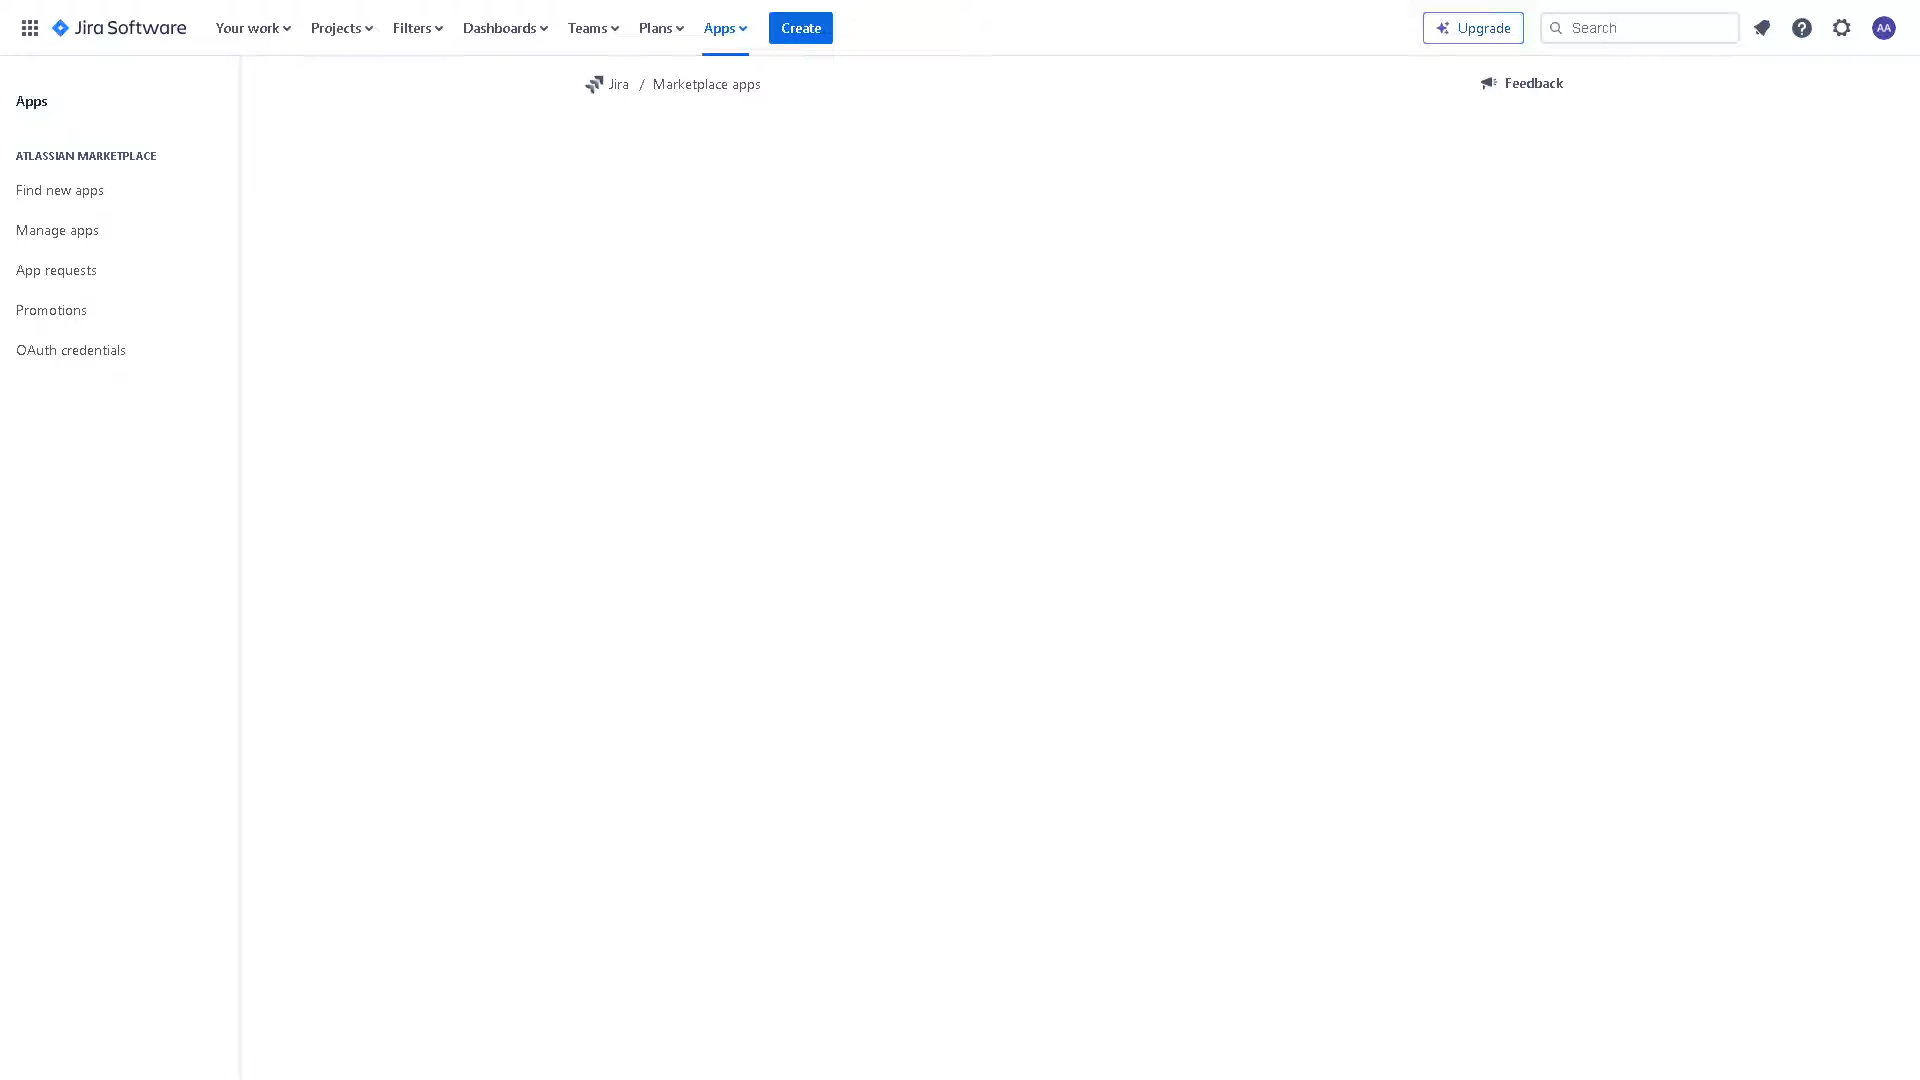 Jira Software
Your work
Projects
Filters
Dashboards
Teams
Plans
Apps
Create
Upgrade
Search
AA
Apps
ATLASSIAN MARKETPLACE
Find new apps
Manage apps
App requests
Promotions
OAuth credentials
Jira / Marketplace apps
Feedback